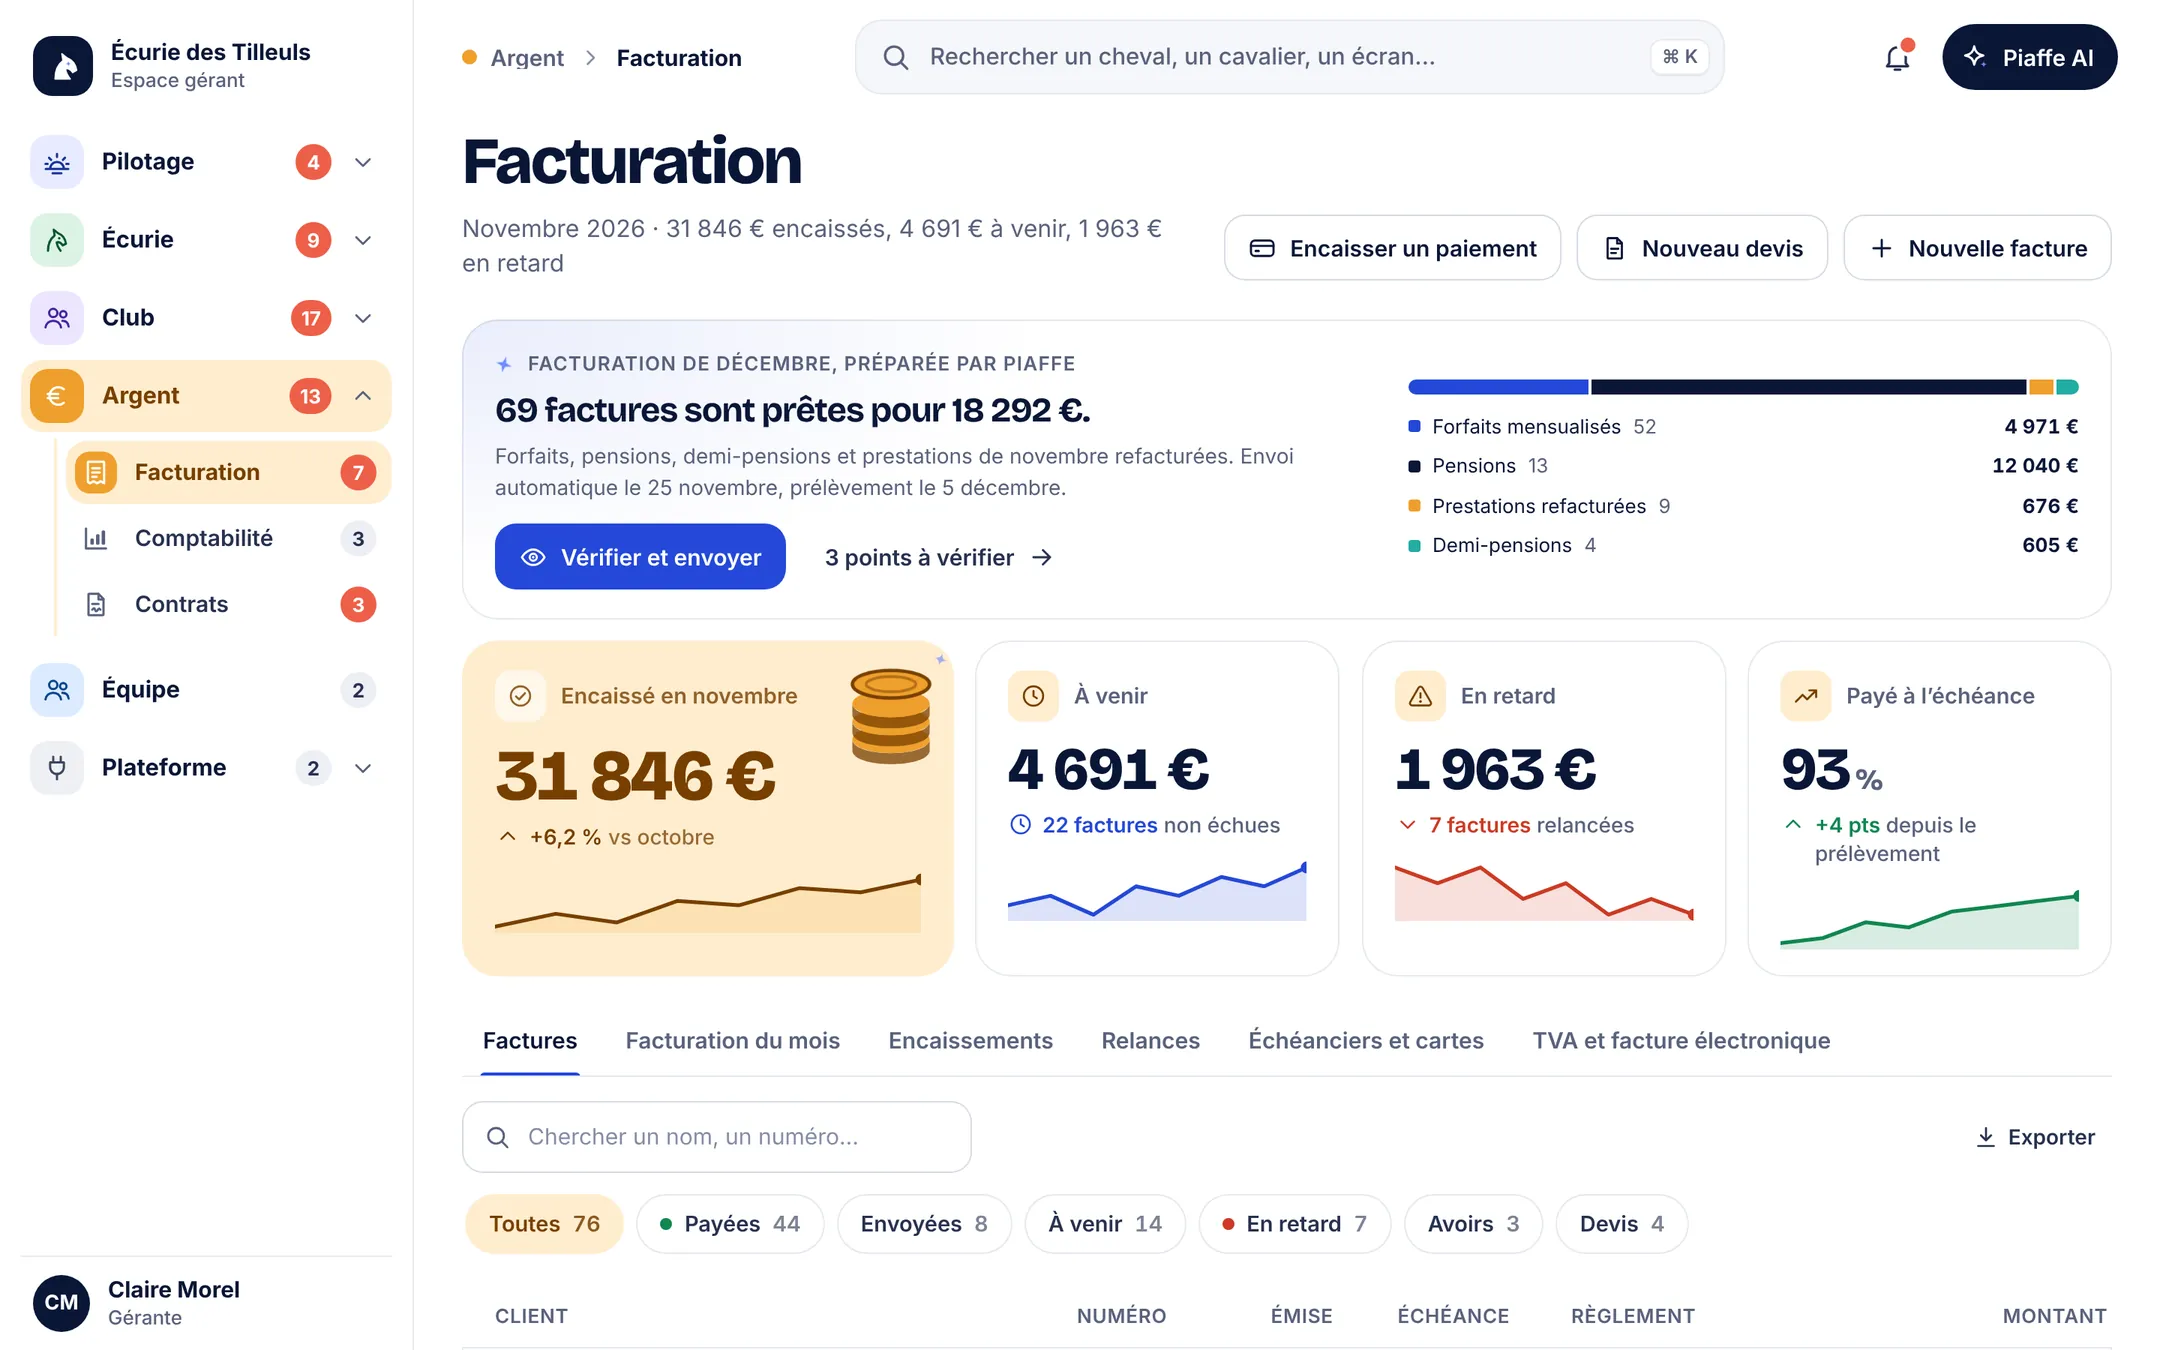 Écurie des Tilleuls
Espace gérant
Pilotage 4
Écurie 9
Club 17
€ Argent 13
Facturation 7
Comptabilité 3
Contrats 3
Équipe 2
Plateforme 2
CM Claire Morel
Gérante
Argent > Facturation
Rechercher un cheval, un cavalier, un écran... ⌘ K
Piaffe AI
Facturation
Novembre 2026 · 31 846 € encaissés, 4 691 € à venir, 1 963 €
en retard
Encaisser un paiement
Nouveau devis
+ Nouvelle facture
FACTURATION DE DÉCEMBRE, PRÉPARÉE PAR PIAFFE
69 factures sont prêtes pour 18 292 €.
Forfaits, pensions, demi-pensions et prestations de novembre refacturées. Envoi
automatique le 25 novembre, prélèvement le 5 décembre.
Vérifier et envoyer
3 points à vérifier →
Forfaits mensualisés 52 4 971 €
Pensions 13 12 040 €
Prestations refacturées 9 676 €
Demi-pensions 4 605 €
Encaissé en novembre
31 846 €
+6,2 % vs octobre
À venir
4 691 €
22 factures non échues
En retard
1 963 €
7 factures relancées
Payé à l’échéance
93 %
+4 pts depuis le
prélèvement
Factures Facturation du mois Encaissements Relances Échéanciers et cartes TVA et facture électronique
Chercher un nom, un numéro...
Exporter
Toutes 76 Payées 44 Envoyées 8 À venir 14 En retard 7 Avoirs 3 Devis 4
CLIENT NUMÉRO ÉMISE ÉCHÉANCE RÈGLEMENT MONTANT